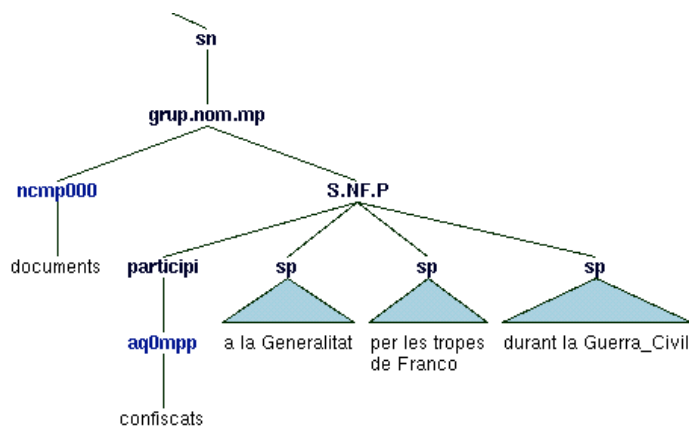 sn
grup.nom.mp
ncmp000 S.NF.P
documents participi sp sp sp
aq0mpp a la Generalitat per les tropes durant la Guerra_Civil
de Franco
confiscats